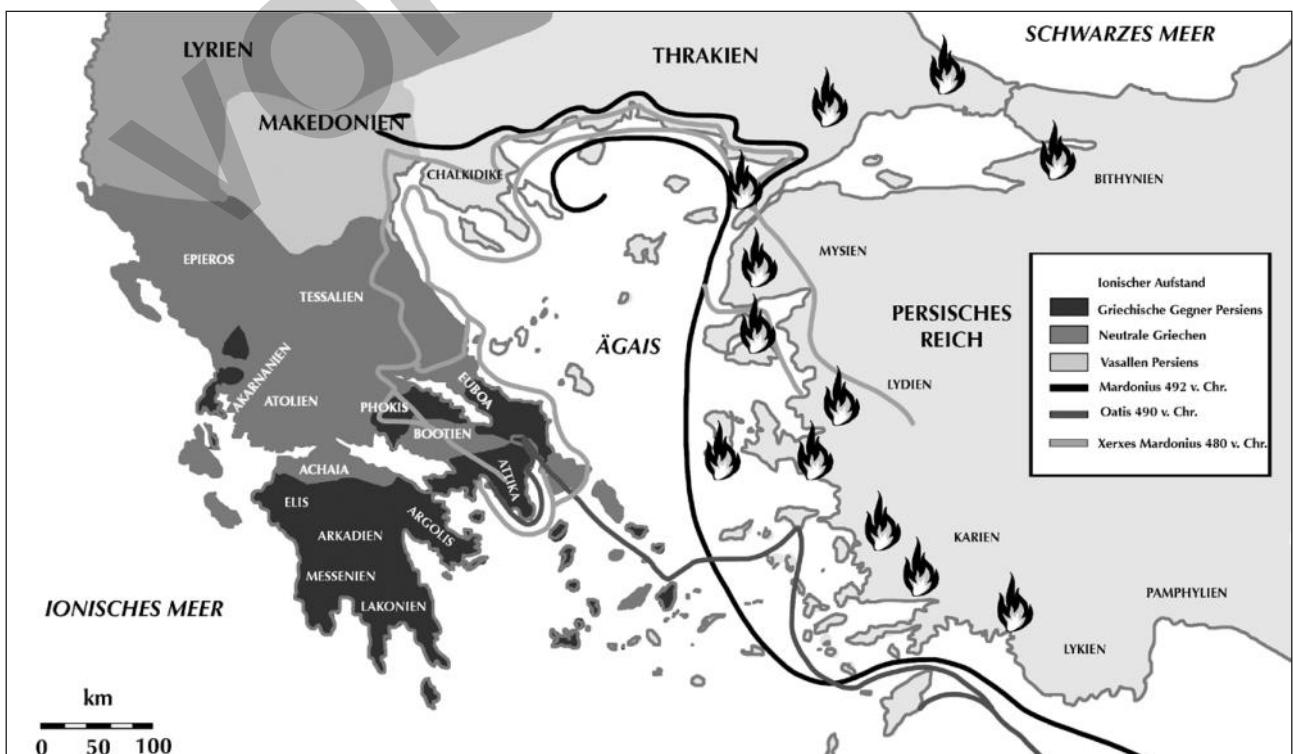 LYRIEN
THRAKIEN
SCHWARZES MEER
MAKEDONIEN
CHALKIDIKE
BITHYNIEN
EPIEROS
TESSALIEN
MYSIEN
ÄGAIS
PERSISCHES
REICH
LYDIEN
AKARNANIEN
ATOLIEN
PHOKIS
EUBOA
BOOTIEN
ATTIKA
ACHAIA
ELIS
ARGOLIS
ARKADIEN
MESSENIEN
LAKONIEN
KARIEN
PAMPHYLIEN
LYKIEN
IONISCHES MEER
Ionischer Aufstand
Griechische Gegner Persiens
Neutrale Griechen
Vasallen Persiens
Mardonius 492 v. Chr.
Oatis 490 v. Chr.
Xerxes Mardonius 480 v. Chr.
km
0 50 100